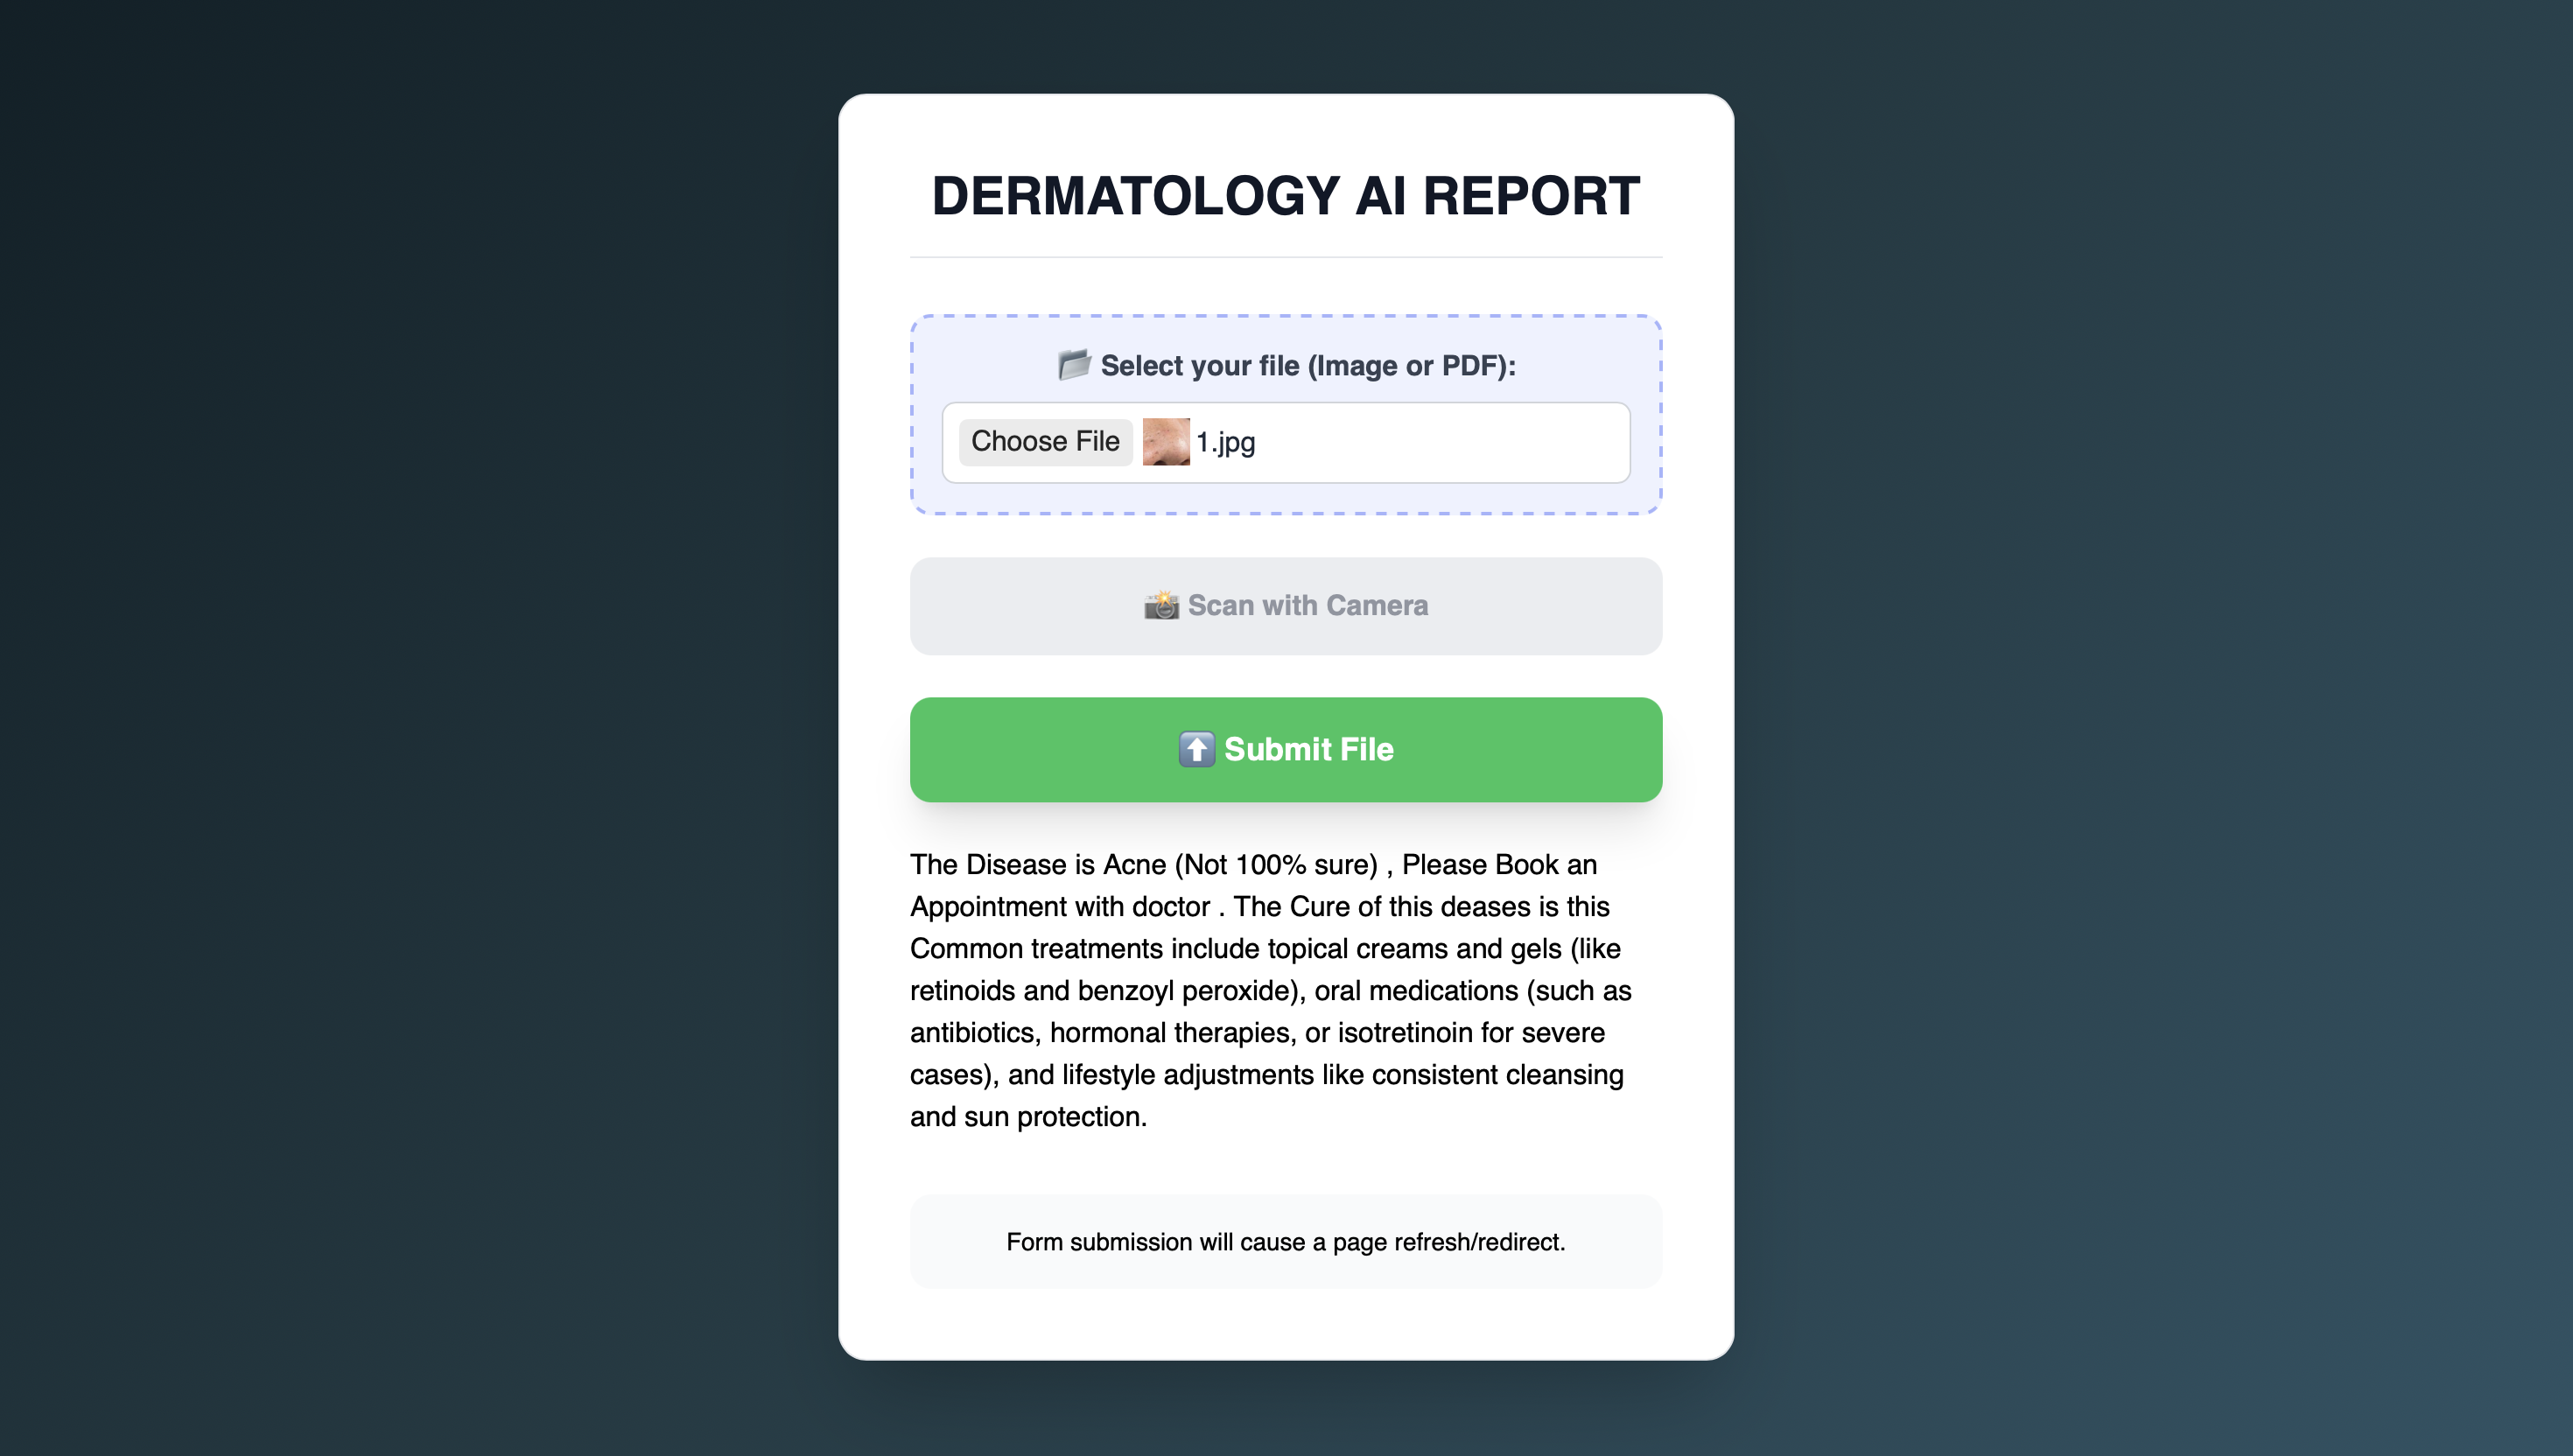 DERMATOLOGY AI REPORT
📂 Select your file (Image or PDF):
Choose File 1.jpg
📸 Scan with Camera
⬆️ Submit File
The Disease is Acne (Not 100% sure) , Please Book an
Appointment with doctor . The Cure of this deases is this
Common treatments include topical creams and gels (like
retinoids and benzoyl peroxide), oral medications (such as
antibiotics, hormonal therapies, or isotretinoin for severe
cases), and lifestyle adjustments like consistent cleansing
and sun protection.
Form submission will cause a page refresh/redirect.